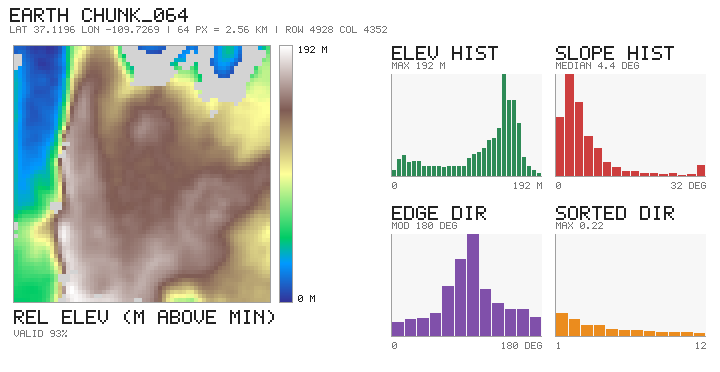 EARTH CHUNK_064
LAT 37.1196 LON -109.7269 | 64 PX = 2.56 KM | ROW 4928 COL 4352
192 M
0 M
REL ELEV (M ABOVE MIN)
VALID 93%
ELEV HIST
MAX 192 M
0 192 M
SLOPE HIST
MEDIAN 4.4 DEG
0 32 DEG
EDGE DIR
MOD 180 DEG
0 180 DEG
SORTED DIR
MAX 0.22
1 12